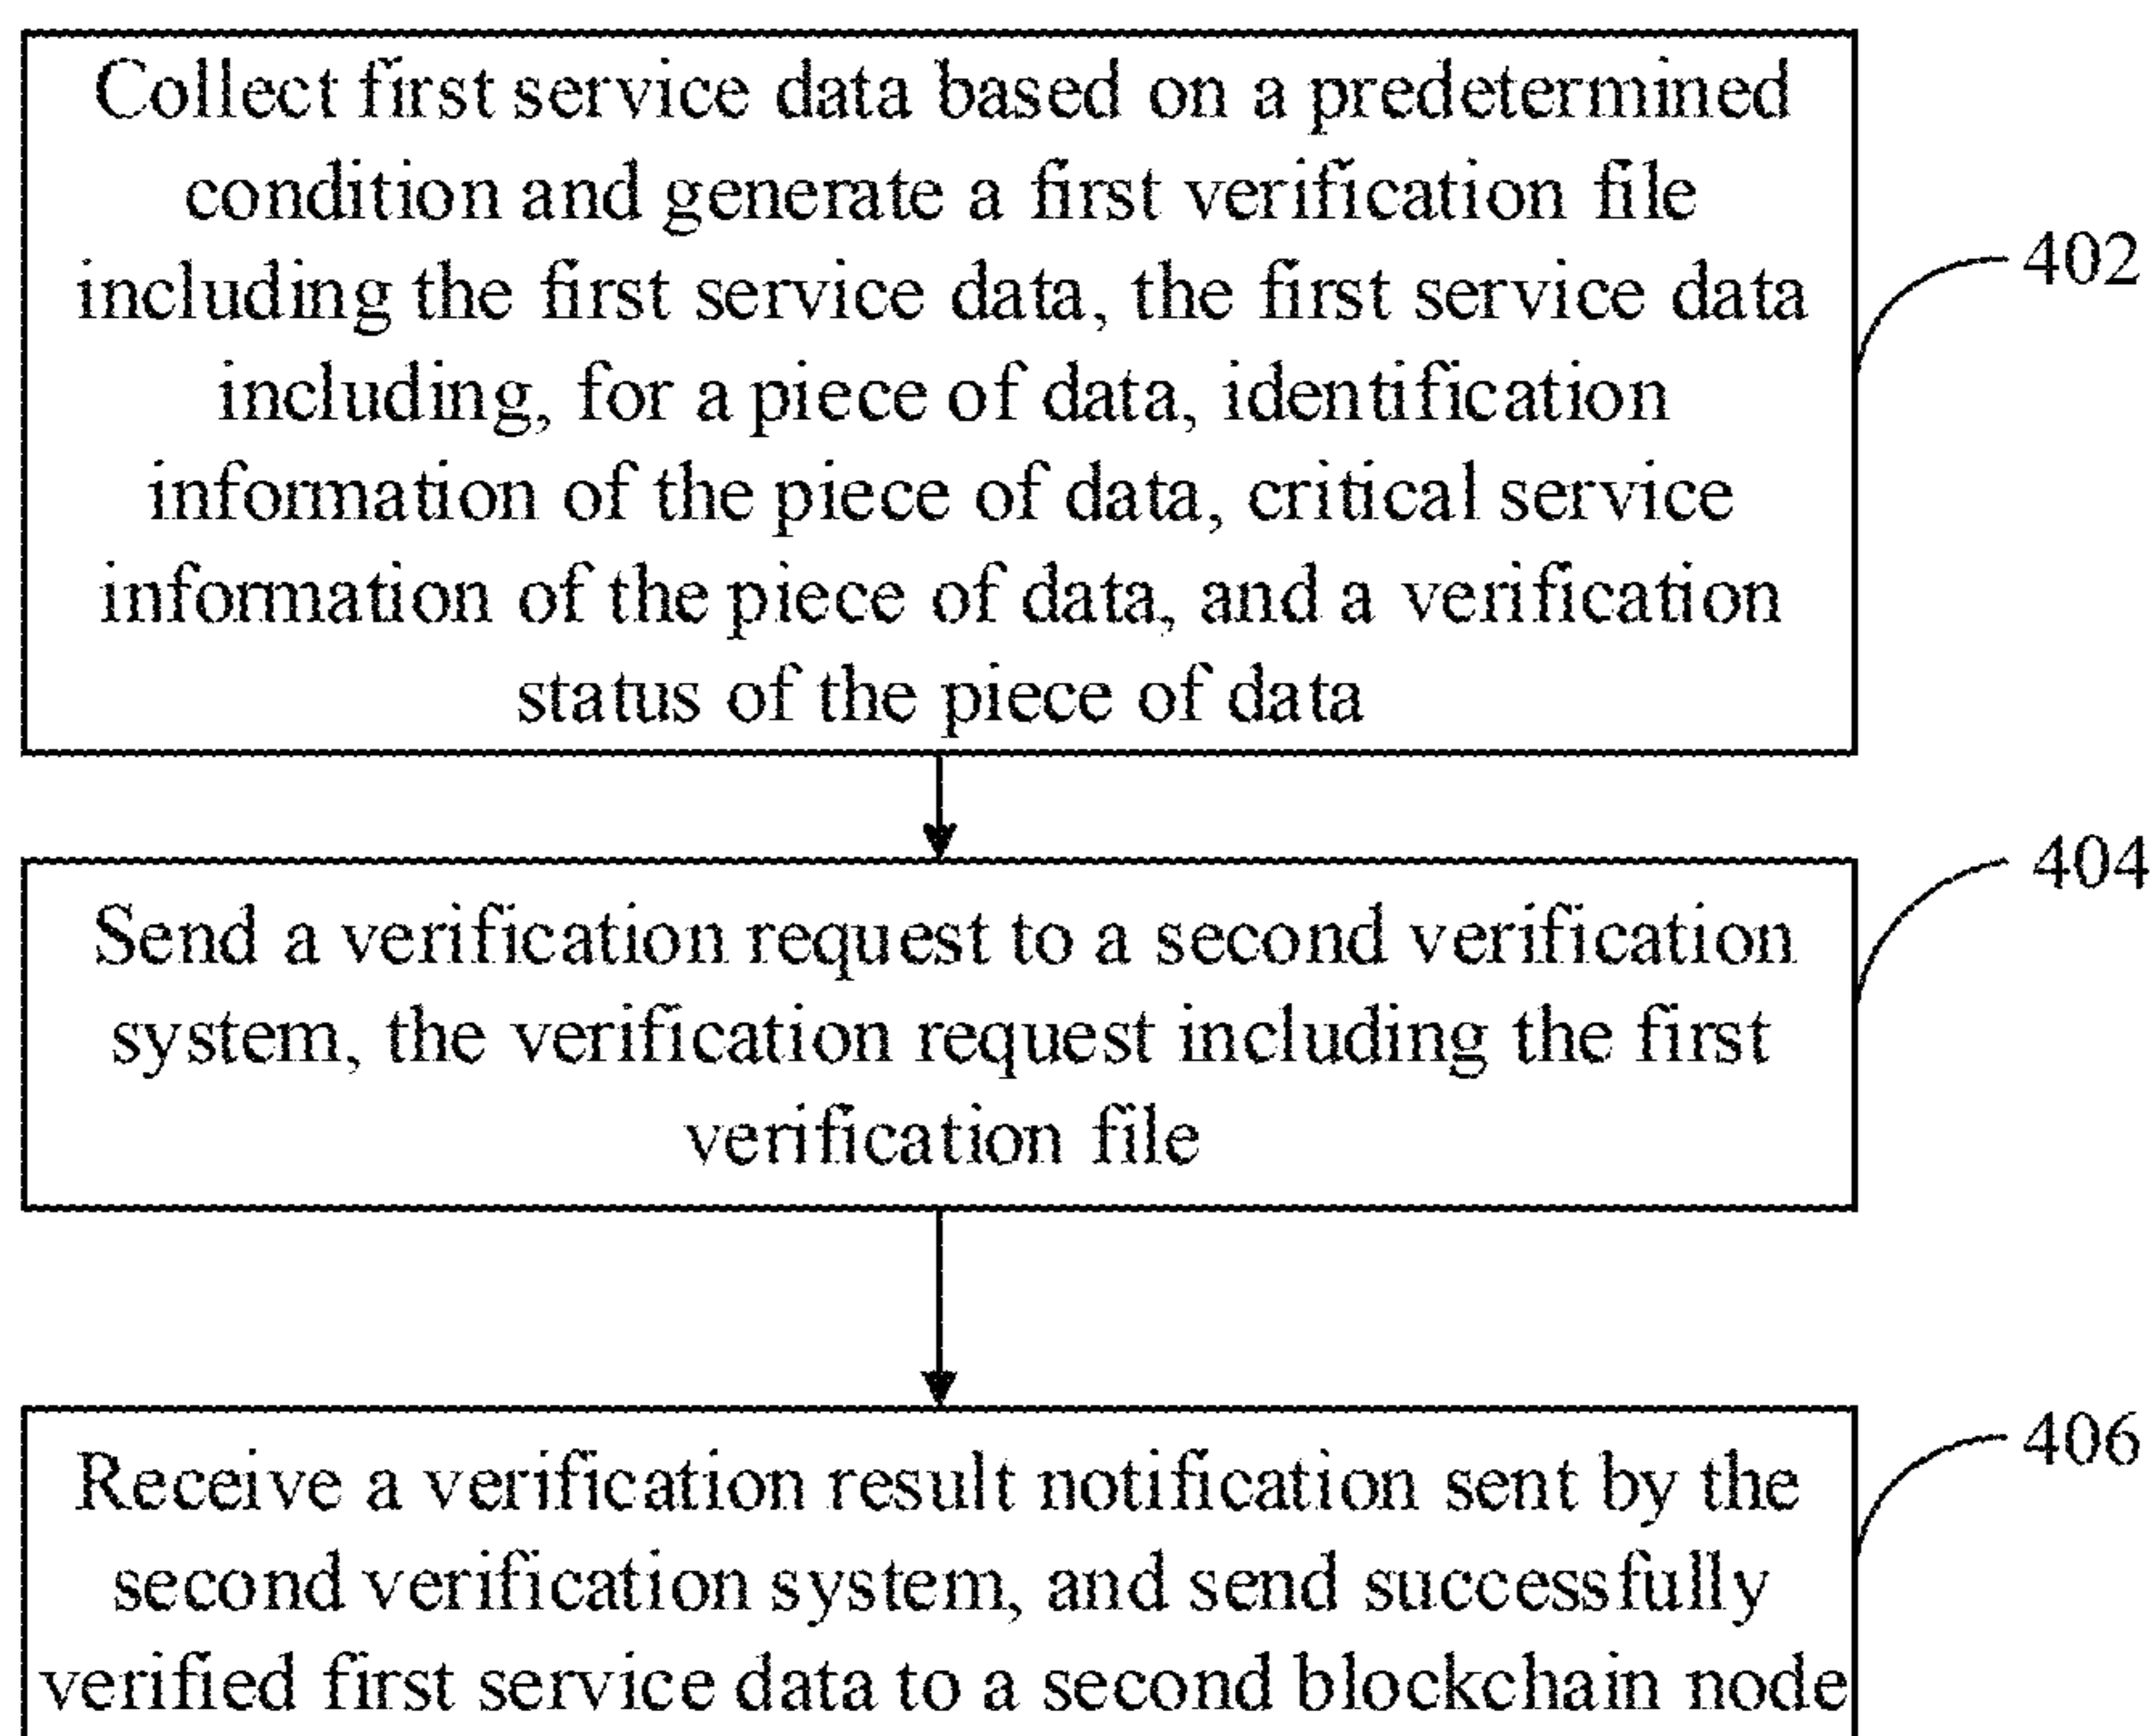 Collect first service data based on a predetermined
condition and generate a first verification file
including the first service data, the first service data
including, for a piece of data, identification
information of the piece of data, critical service
information of the piece of data, and a verification
status of the piece of data
402
Send a verification request to a second verification
system, the verification request including the first
verification file
404
Receive a verification result notification sent by the
second verification system, and send successfully
verified first service data to a second blockchain node
406